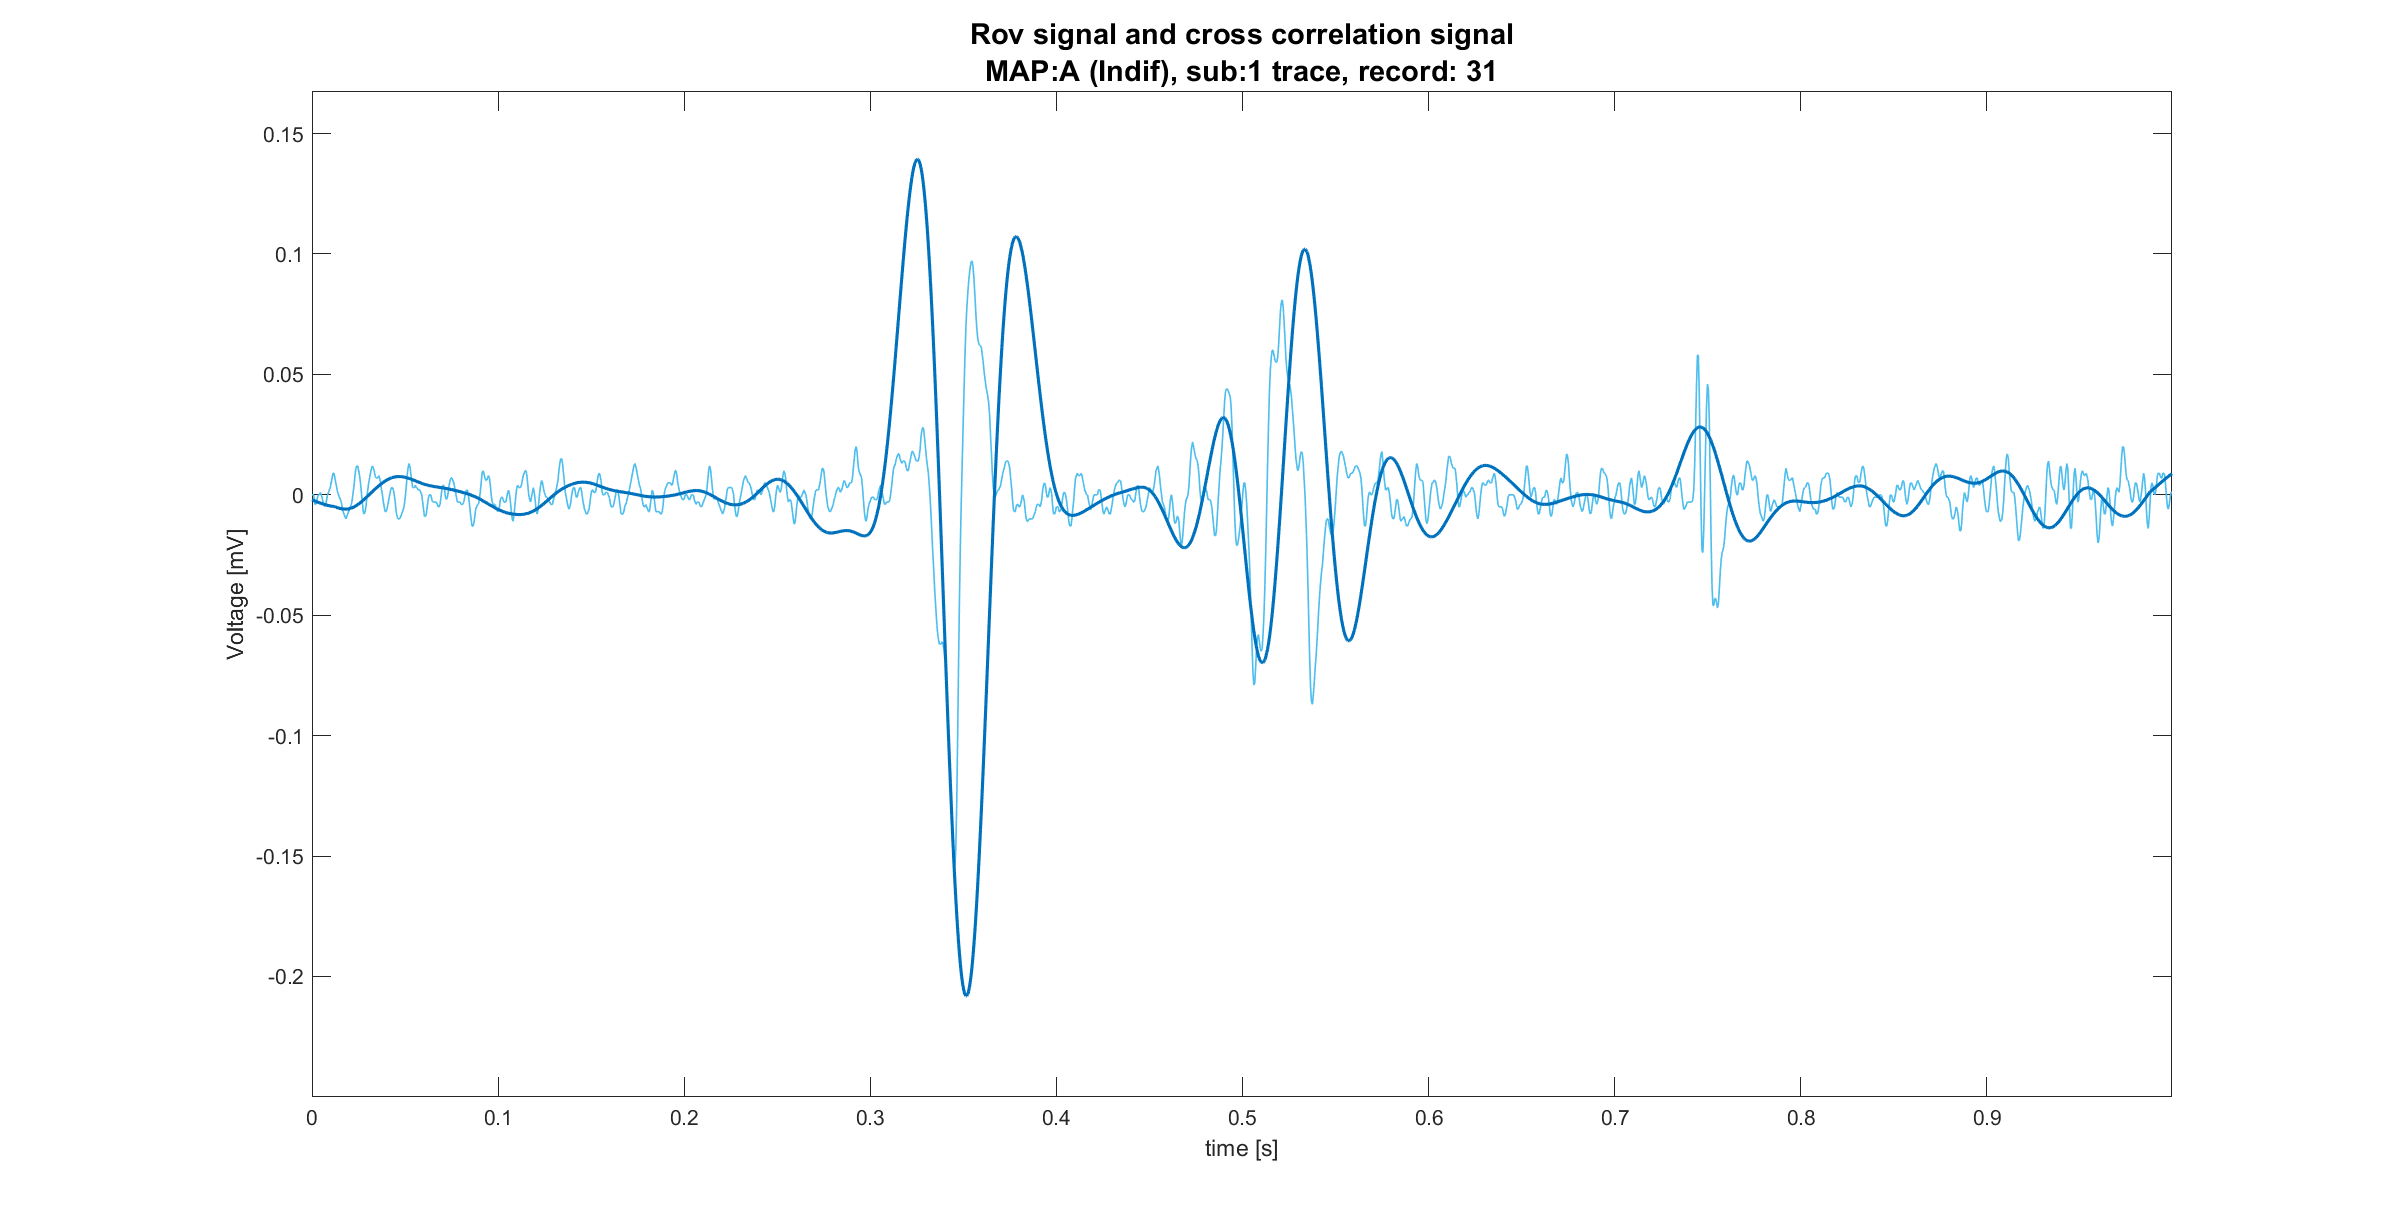 Rov signal and cross correlation signal
MAP:A (Indif), sub:1 trace, record: 31
0.15
0.1
0.05
0
-0.05
-0.1
-0.15
-0.2
Voltage [mV]
0 0.1 0.2 0.3 0.4 0.5 0.6 0.7 0.8 0.9
time [s]